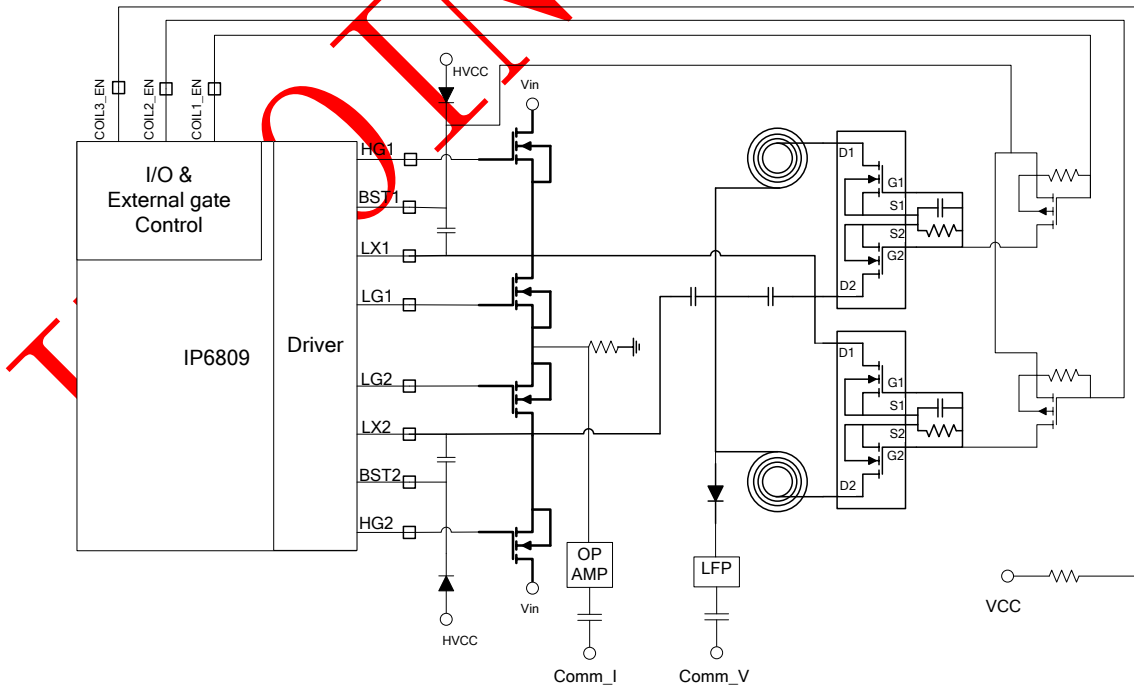 COIL3_EN
COIL2_EN
COIL1_EN
HVCC
Vin
I/O &
External gate
Control
HG1
BST1
LX1
LG1
IP6809
Driver
LG2
LX2
BST2
HG2
HVCC
Vin
OP
AMP
Comm_I
LFP
Comm_V
D1
G1
S1
S2
G2
D2
D1
G1
S1
S2
G2
D2
VCC